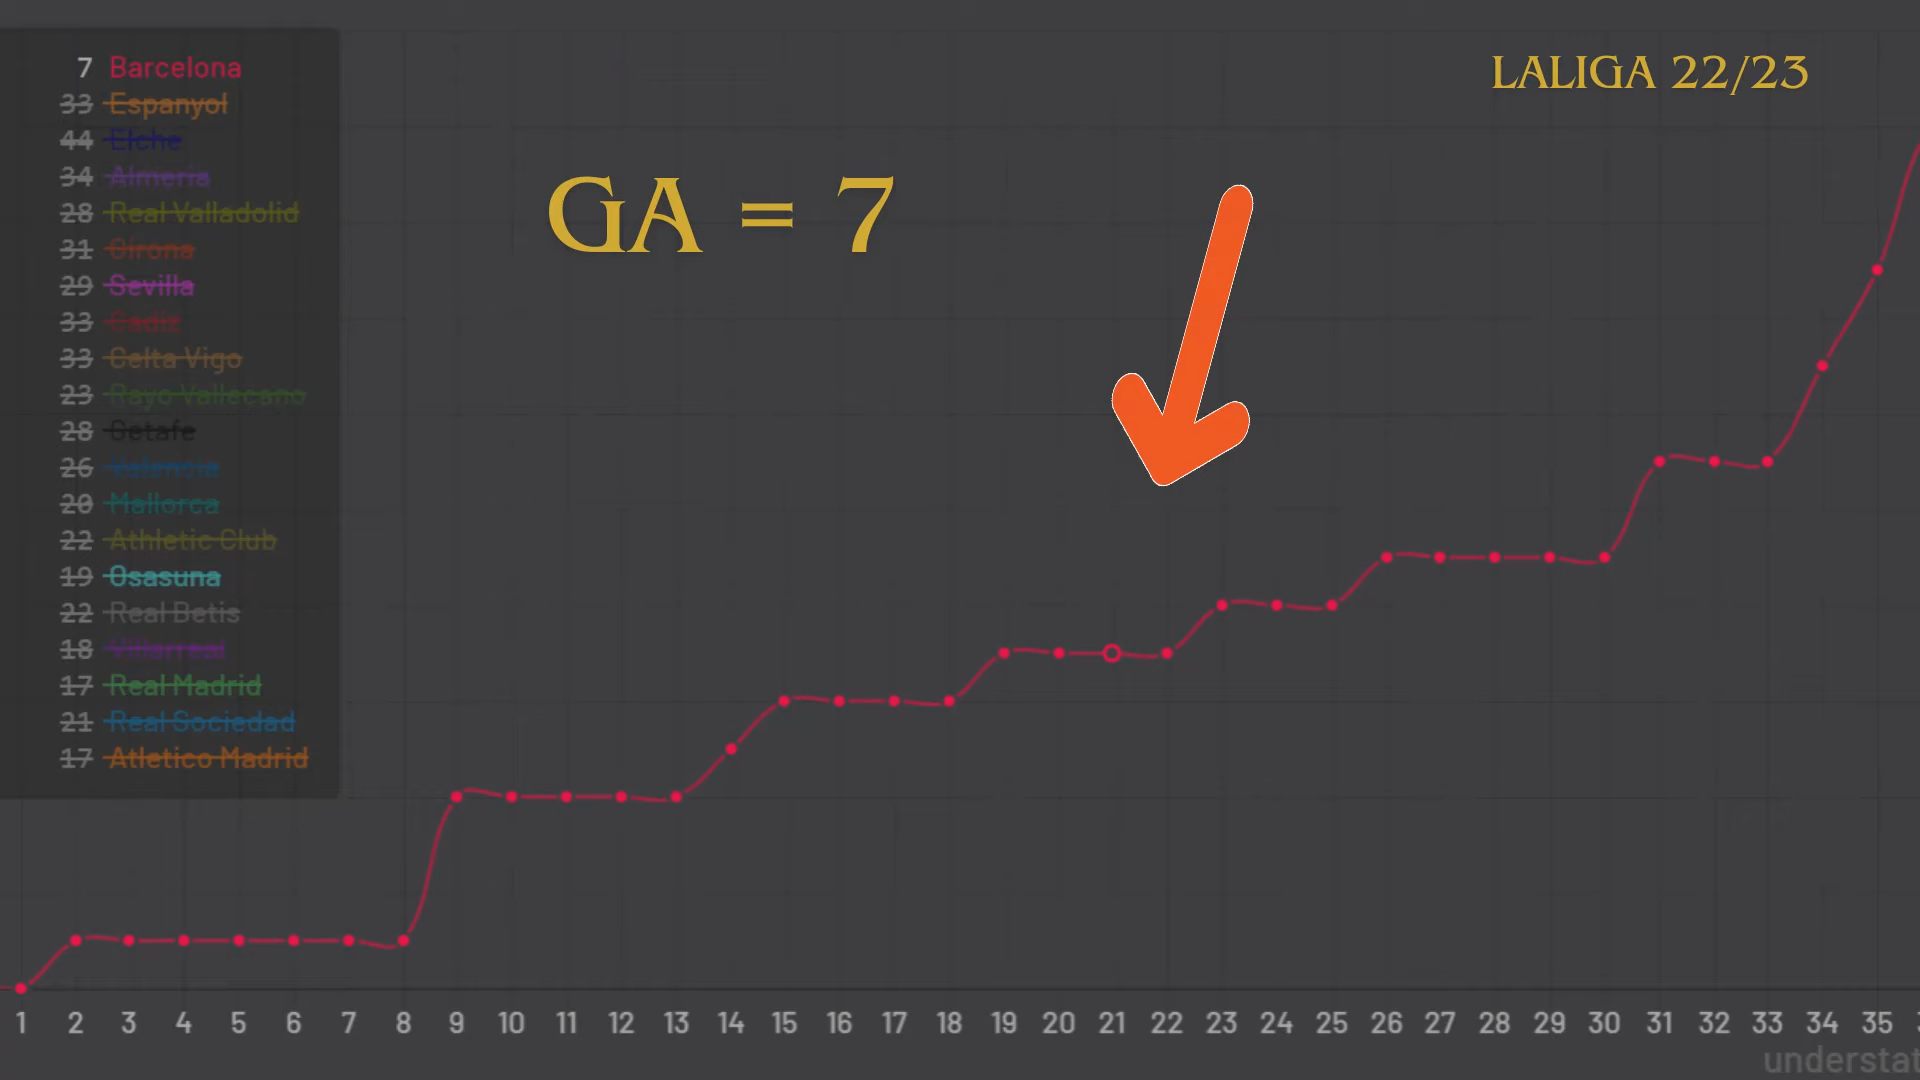 7 Barcelona
33 Espanyol
44 Elche
34 Almeria
28 Real Valladolid
31 Girona
29 Sevilla
33 Cadiz
33 Celta Vigo
23 Rayo Vallecano
28 Getafe
26 Valencia
20 Mallorca
22 Athletic Club
19 Osasuna
22 Real Betis
18 Villarreal
17 Real Madrid
21 Real Sociedad
17 Atletico Madrid
LALIGA 22/23
GA = 7
1 2 3 4 5 6 7 8 9 10 11 12 13 14 15 16 17 18 19 20 21 22 23 24 25 26 27 28 29 30 31 32 33 34 35
understat